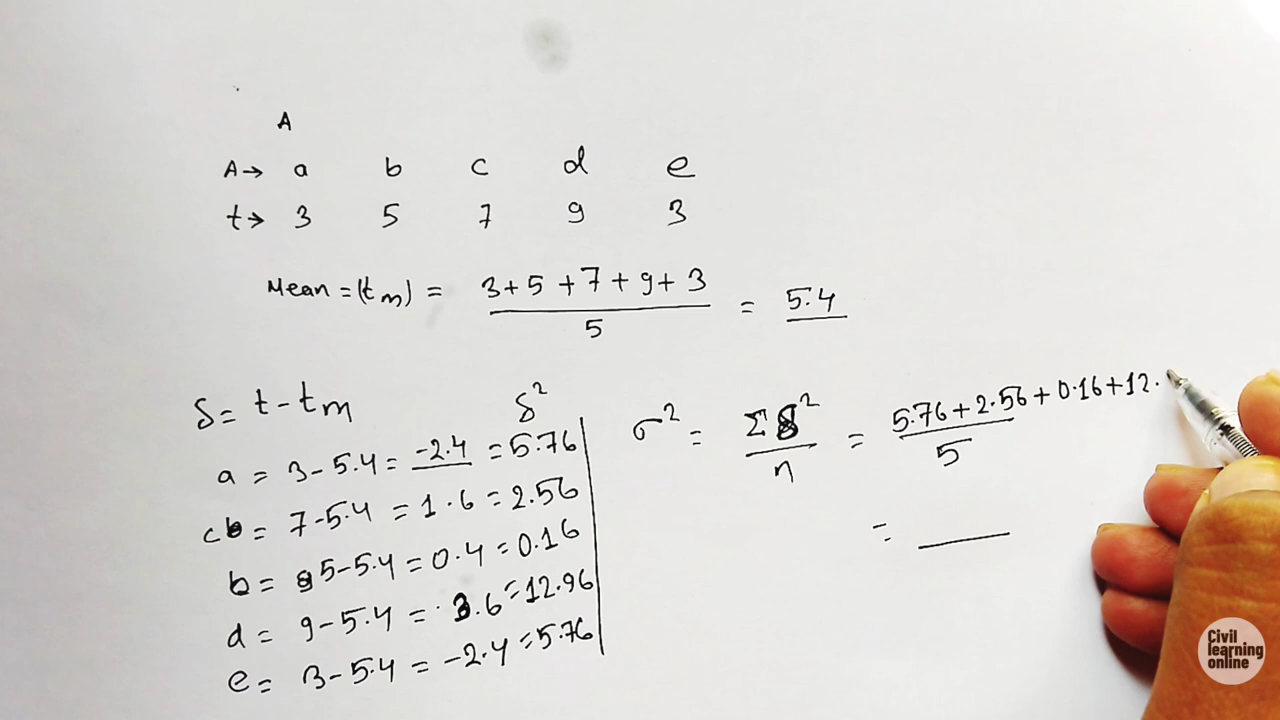 A
A→ a b c d e
t→ 3 5 7 9 3
Mean = (tm) = 3+5+7+9+3 / 5 = 5.4
δ = t - tm δ²
a = 3-5.4 = -2.4 = 5.76
c = 7-5.4 = 1.6 = 2.56
b = 5-5.4 = 0.4 = 0.16
d = 9-5.4 = 3.6 = 12.96
e = 3-5.4 = -2.4 = 5.76
σ² = Σδ² / n = 5.76+2.56+0.16+12. / 5
=
Civil
learning
online